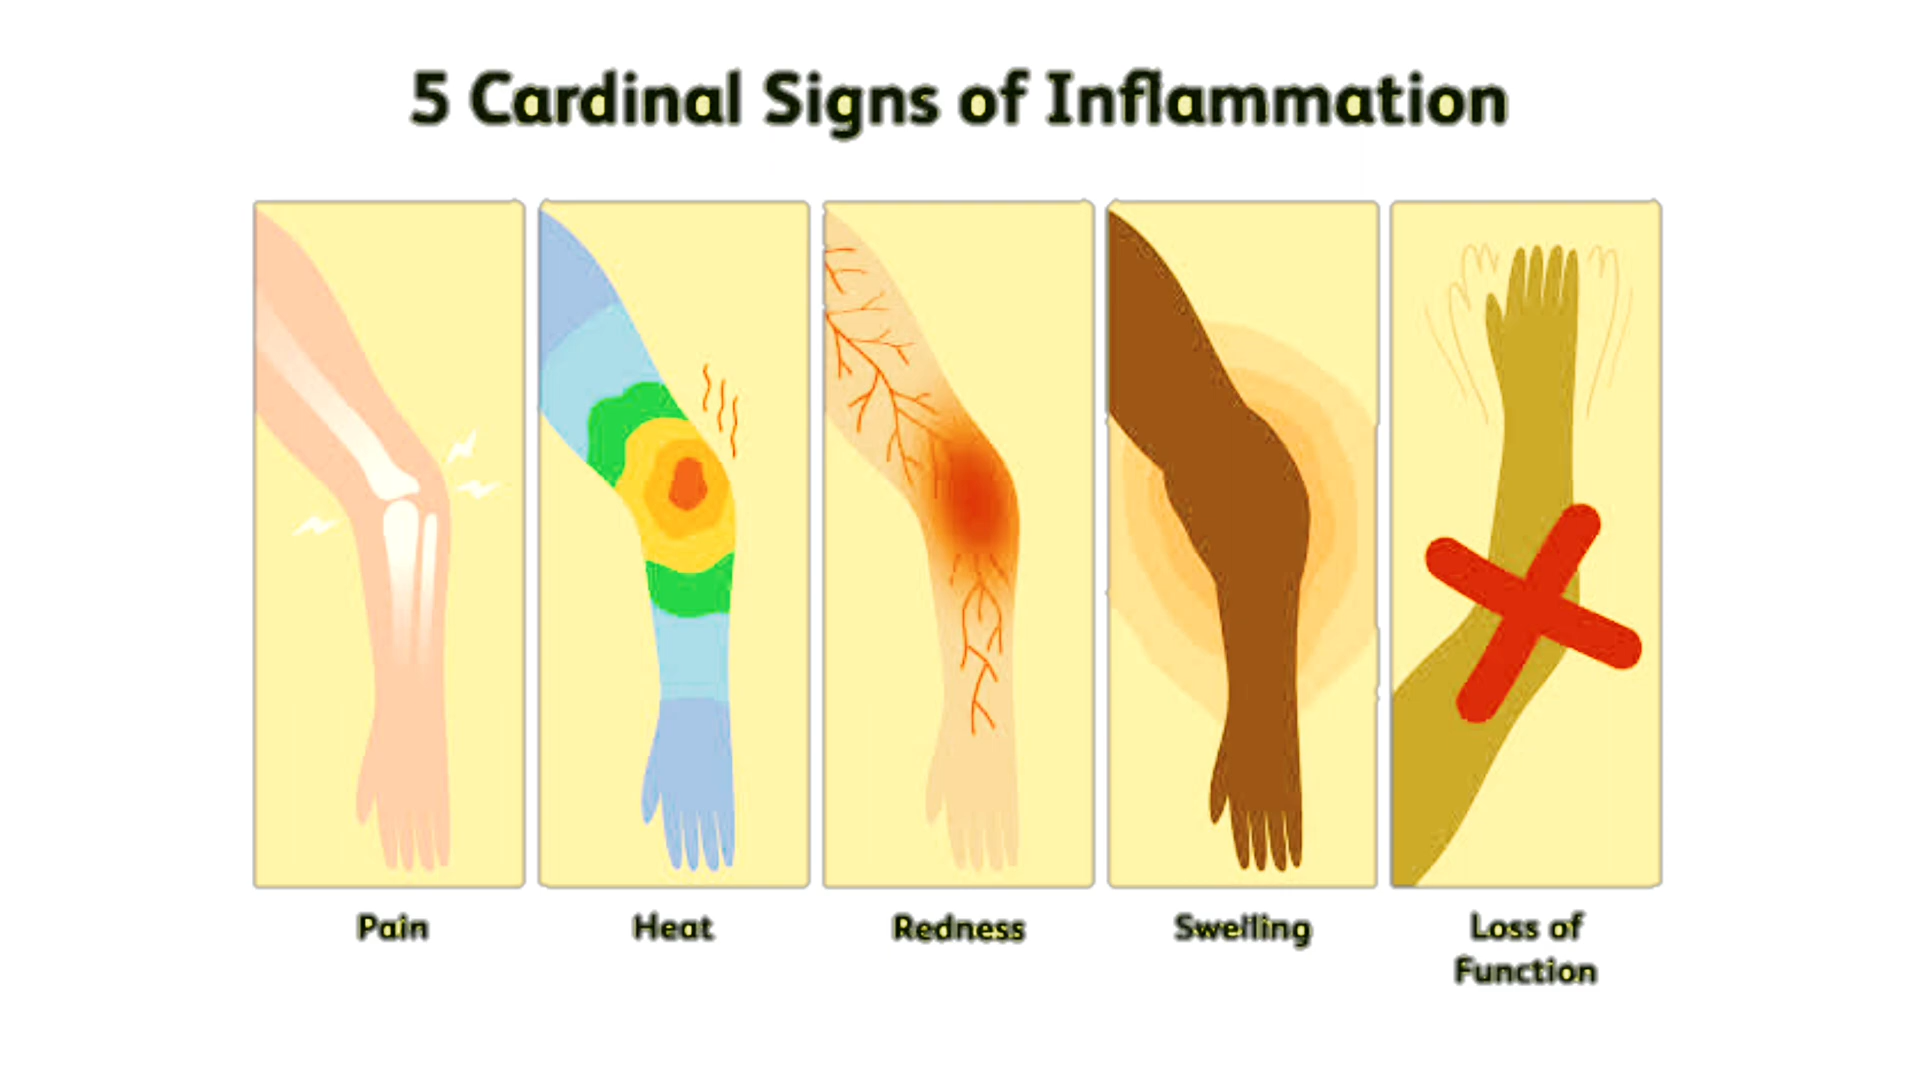 5 Cardinal Signs of Inflammation
Pain
Heat
Redness
Swelling
Loss of
Function